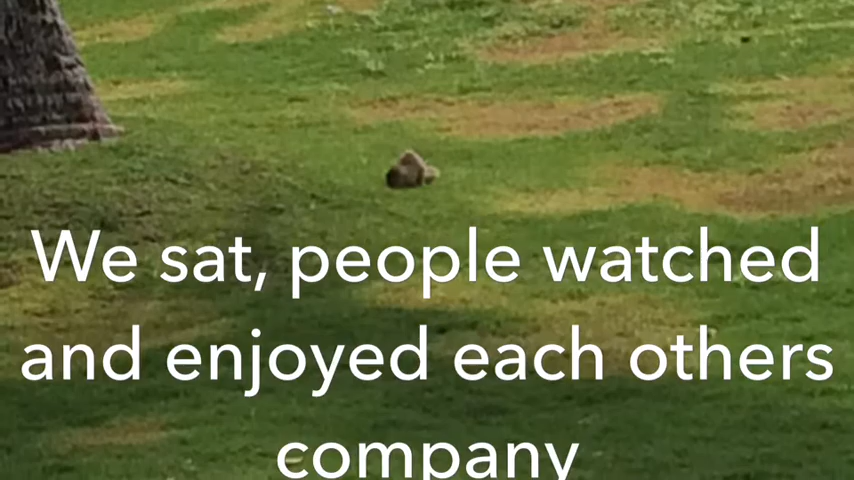 We sat, people watched
and enjoyed each others
company